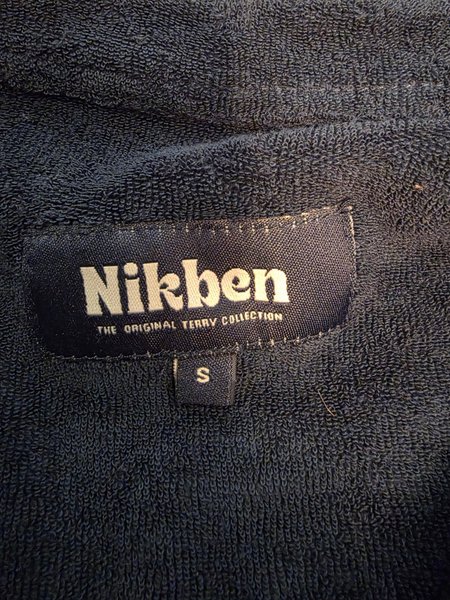 Nikben
THE ORIGINAL TERRY COLLECTION
S